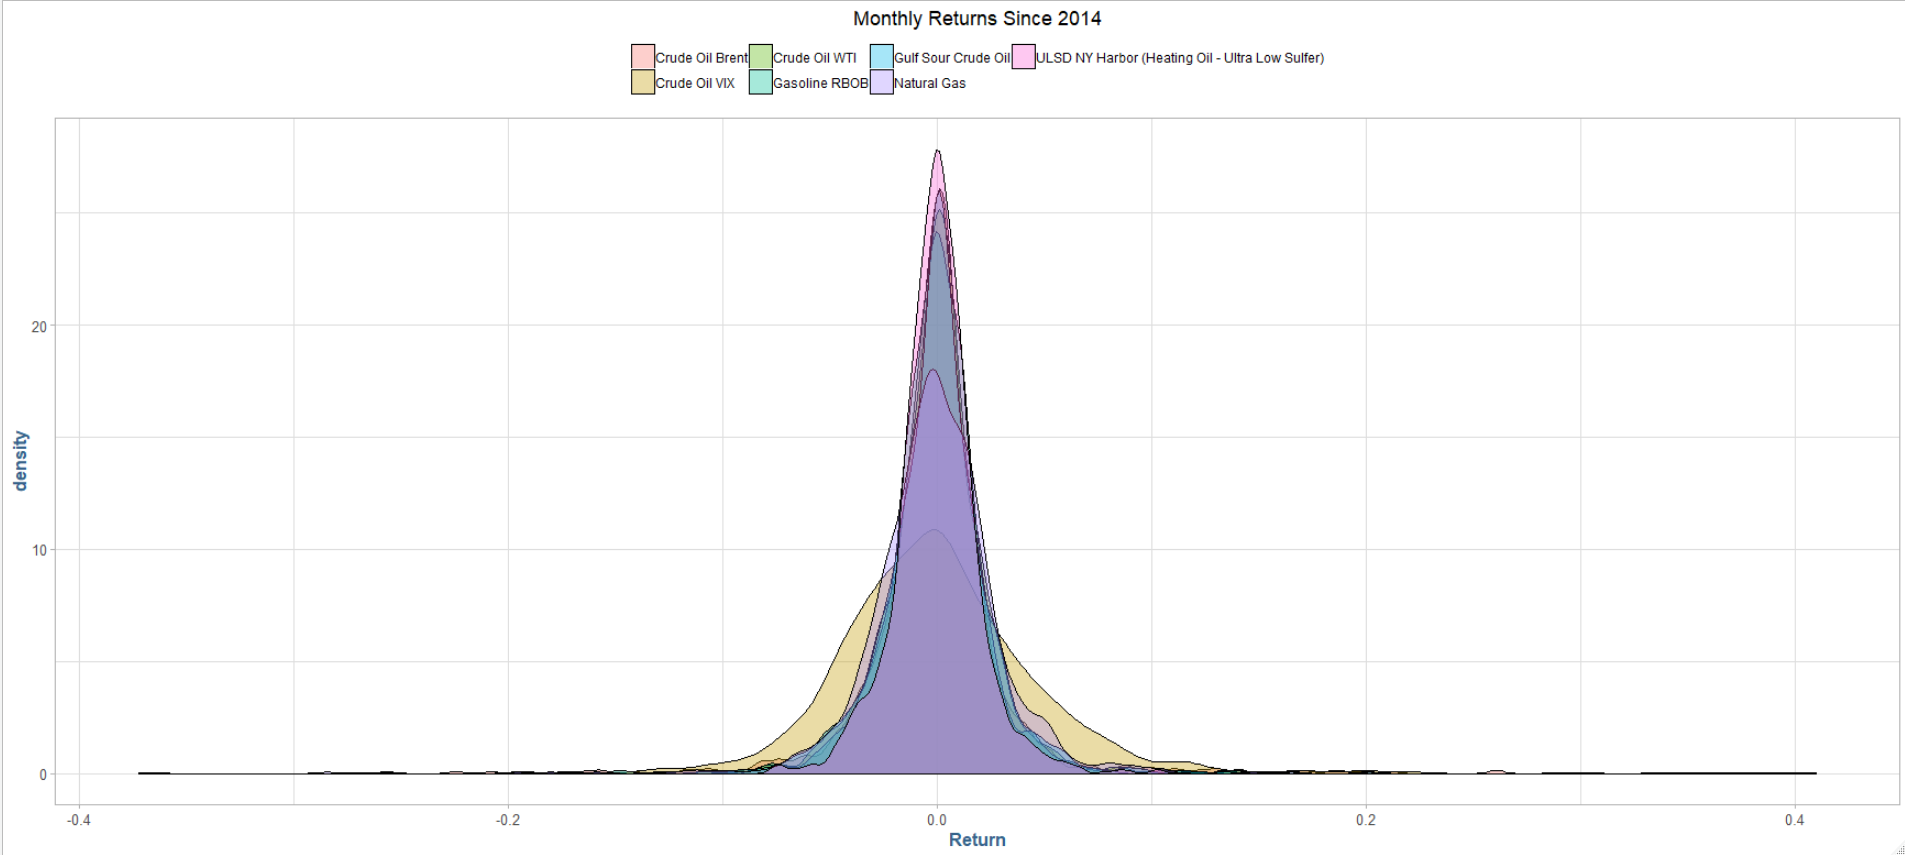 Monthly Returns Since 2014
Crude Oil Brent Crude Oil WTI Gulf Sour Crude Oil ULSD NY Harbor (Heating Oil - Ultra Low Sulfer)
Crude Oil VIX Gasoline RBOB Natural Gas
density
20
10
0
-0.4 -0.2 0.0 0.2 0.4
Return